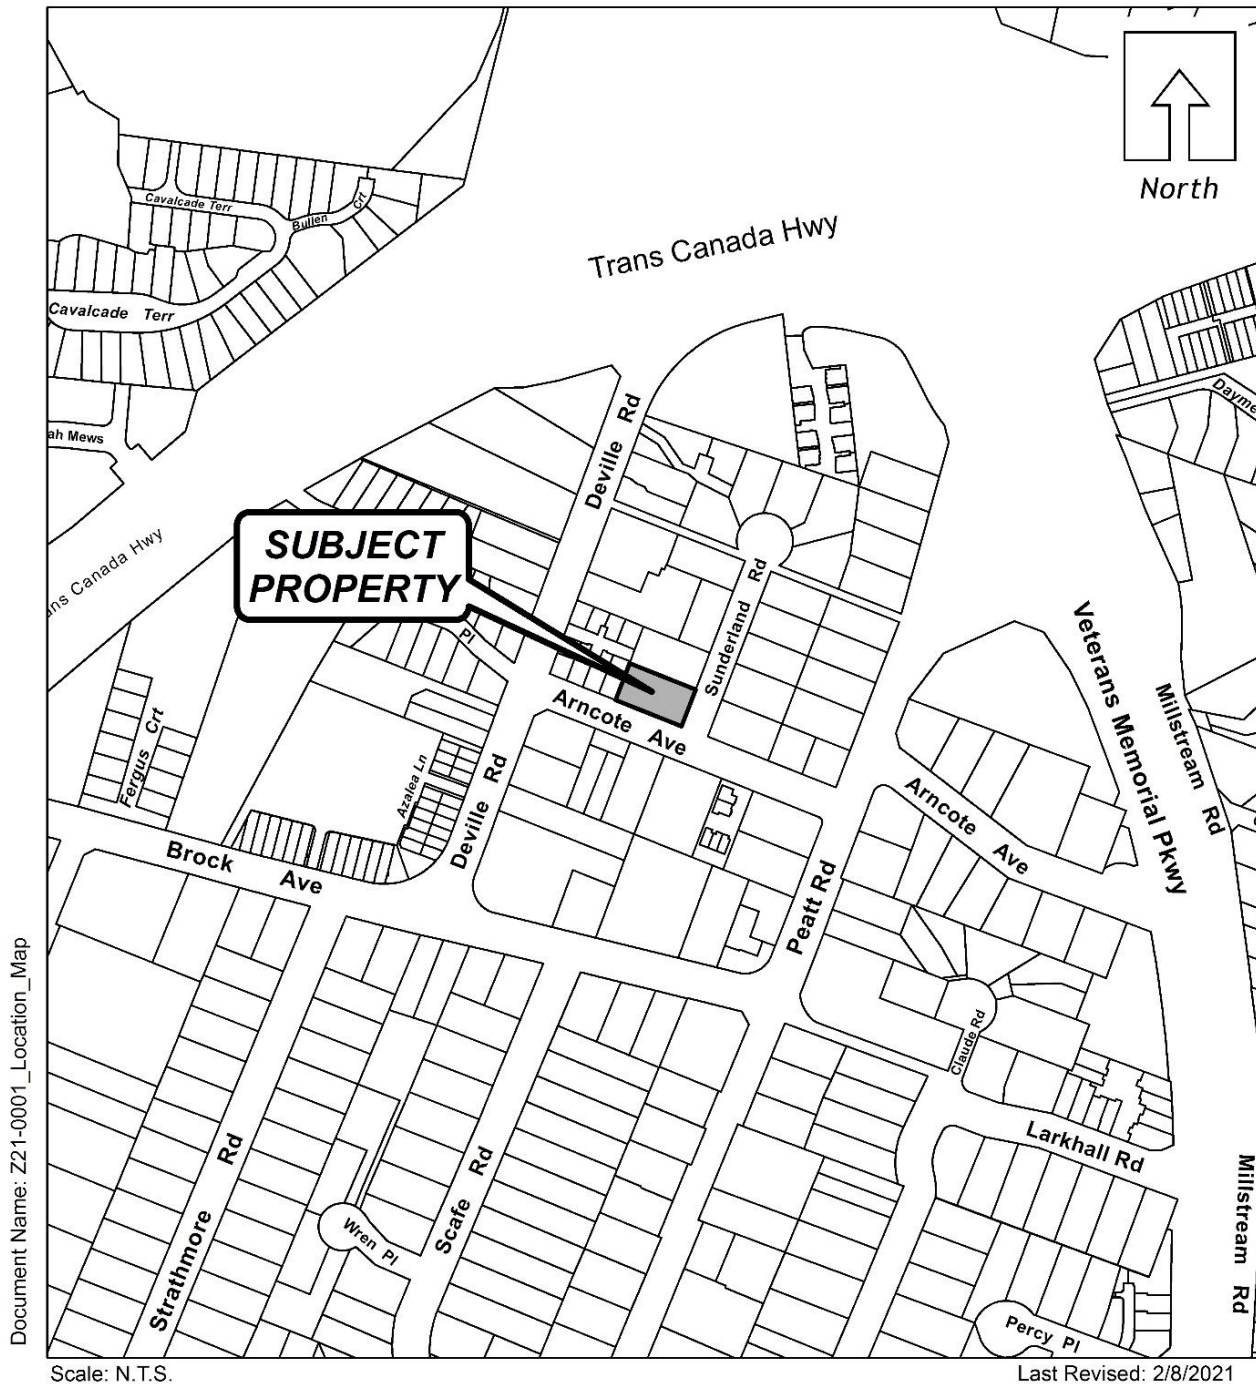 North
Cavalcade Terr
Bullen Crt
Trans Canada Hwy
Cavalcade Terr
Dayme
ah Mews
Deville Rd
SUBJECT
PROPERTY
ans Canada Hwy
Pl
Sunderland Rd
Veterans Memorial Pkwy
Millstream Rd
Arncote Ave
Fergus Crt
Azalea Ln
Deville Rd
Arncote Ave
Brock Ave
Peatt Rd
Claude Rd
Larkhall Rd
Strathmore Rd
Scafe Rd
Wren Pl
Millstream Rd
Percy Pl
Document Name: Z21-0001_Location_Map
Scale: N.T.S.
Last Revised: 2/8/2021